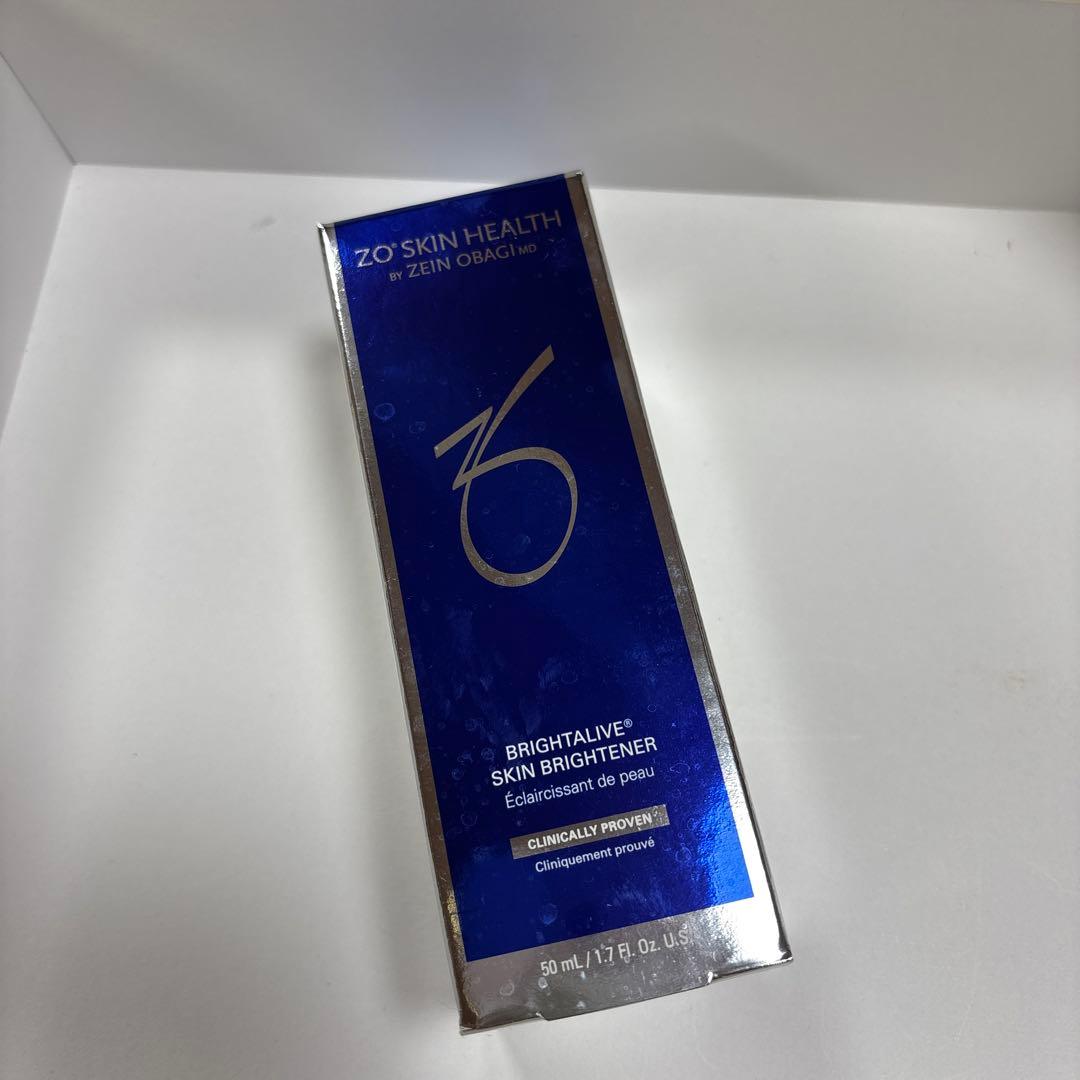 ZO® SKIN HEALTH
BY ZEIN OBAGI MD
ZO
BRIGHTALIVE®
SKIN BRIGHTENER
Éclaircissant de peau
CLINICALLY PROVEN
Cliniquement prouvé
50 mL / 1.7 Fl. Oz. U.S.